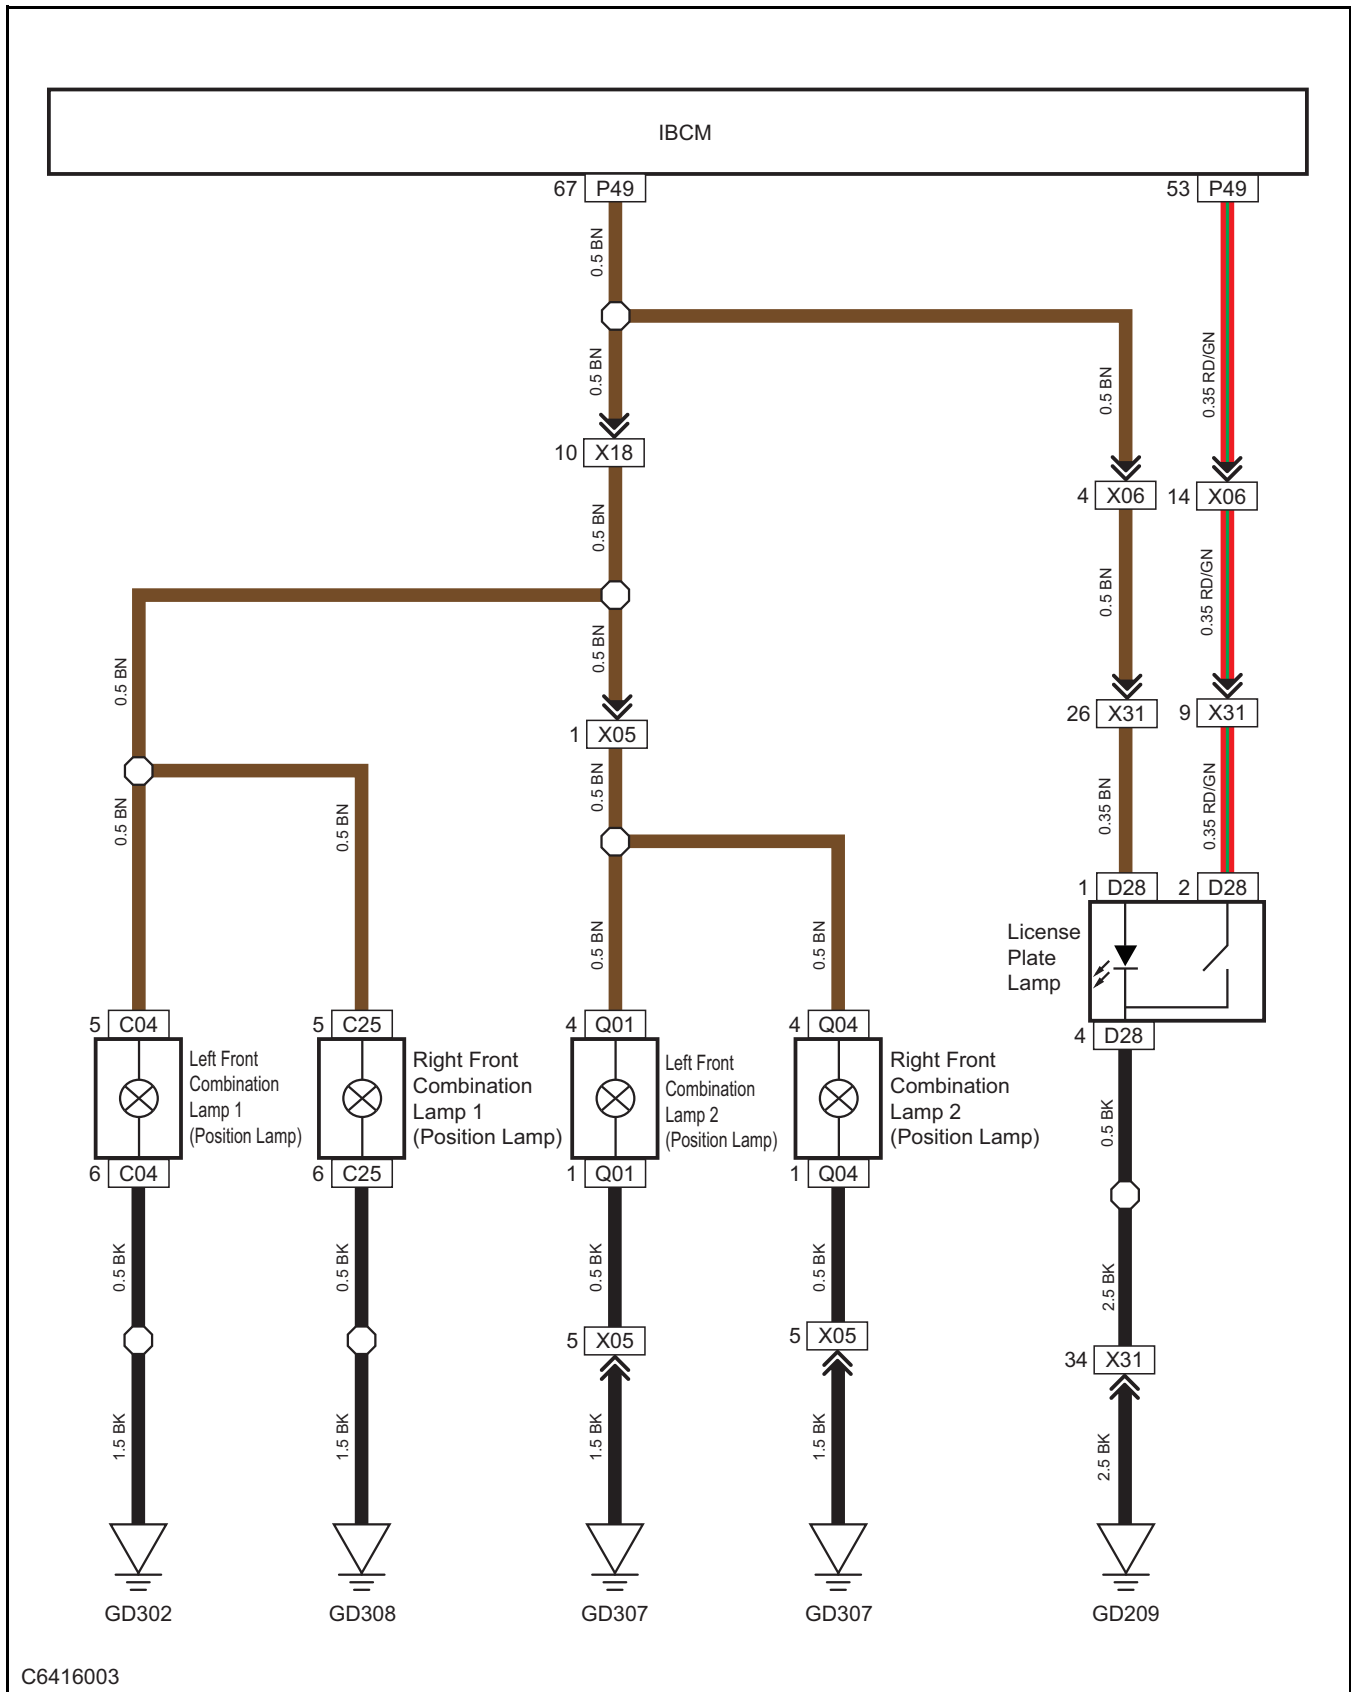 IBCM
67 P49
53 P49
0.5 BN
0.5 BN
0.5 BN
0.35 RD/GN
10 X18
4 X06
14 X06
0.5 BN
0.5 BN
0.35 RD/GN
0.5 BN
0.5 BN
26 X31
9 X31
1 X05
0.5 BN
0.5 BN
0.5 BN
0.35 BN
0.35 RD/GN
1 D28
2 D28
License
Plate
Lamp
0.5 BN
0.5 BN
5 C04
5 C25
4 Q01
4 Q04
4 D28
Left Front
Combination
Lamp 1
(Position Lamp)
Right Front
Combination
Lamp 1
(Position Lamp)
Left Front
Combination
Lamp 2
(Position Lamp)
Right Front
Combination
Lamp 2
(Position Lamp)
0.5 BK
6 C04
6 C25
1 Q01
1 Q04
0.5 BK
0.5 BK
0.5 BK
0.5 BK
2.5 BK
5 X05
5 X05
34 X31
1.5 BK
1.5 BK
1.5 BK
1.5 BK
2.5 BK
GD302
GD308
GD307
GD307
GD209
C6416003